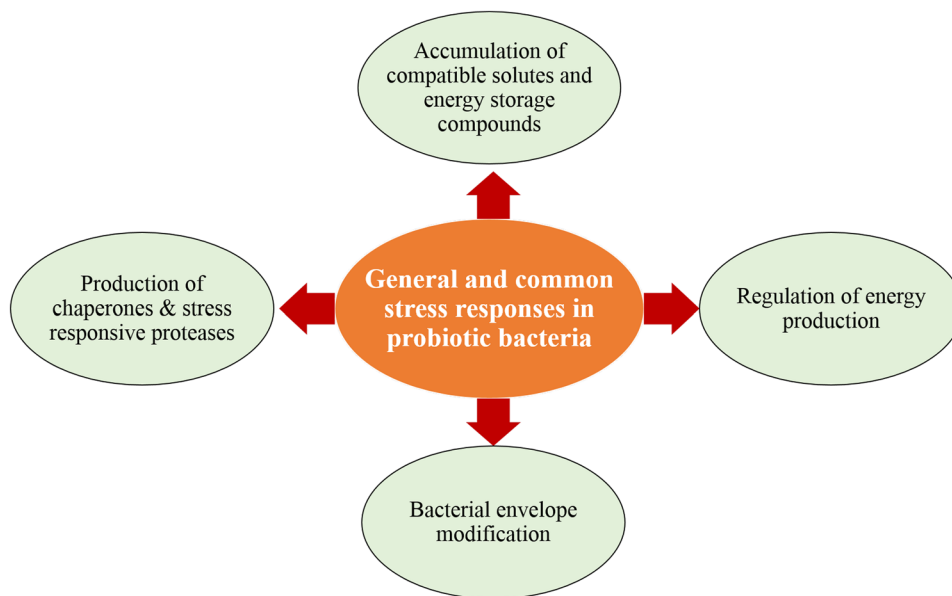 Accumulation of
compatible solutes and
energy storage
compounds
Production of
chaperones & stress
responsive proteases
General and common
stress responses in
probiotic bacteria
Regulation of energy
production
Bacterial envelope
modification